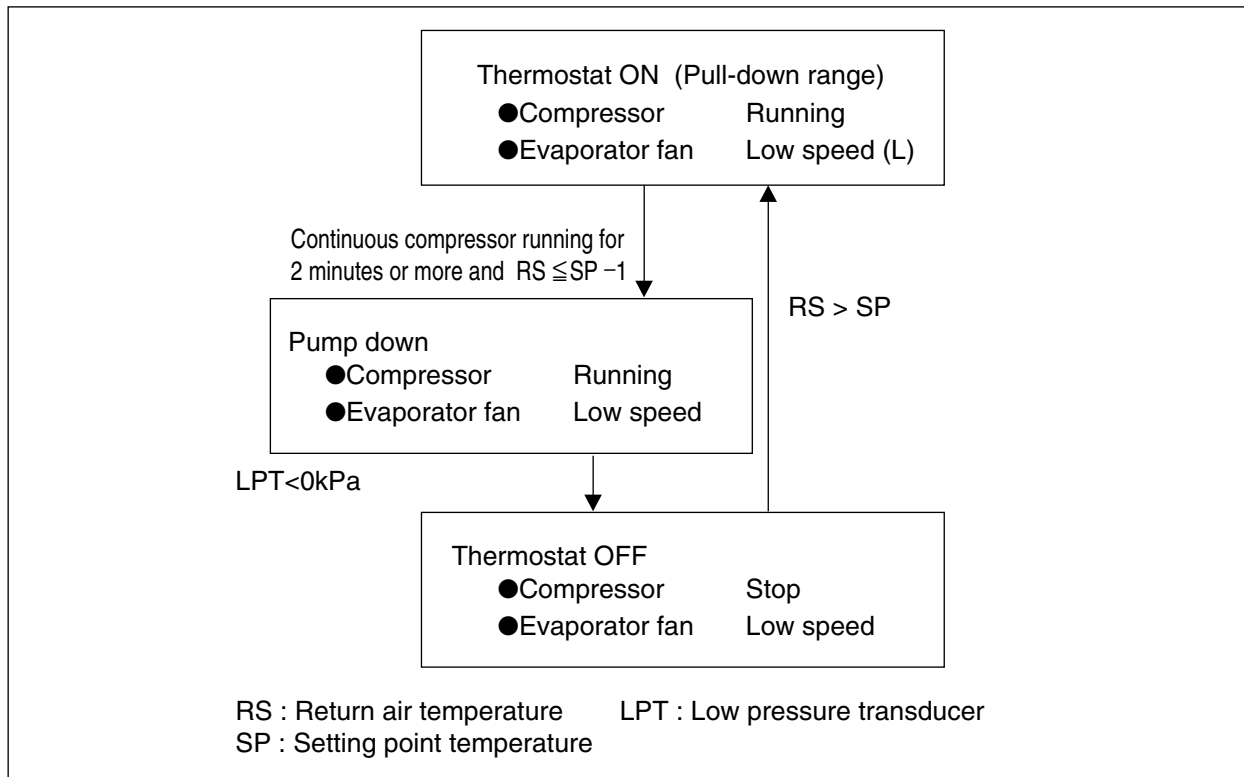 Thermostat ON (Pull-down range)
●Compressor Running
●Evaporator fan Low speed (L)
Continuous compressor running for
2 minutes or more and RS ≦SP −1
RS > SP
Pump down
●Compressor Running
●Evaporator fan Low speed
LPT<0kPa
Thermostat OFF
●Compressor Stop
●Evaporator fan Low speed
RS : Return air temperature LPT : Low pressure transducer
SP : Setting point temperature